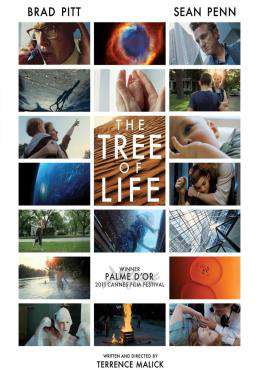 BRAD PITT
SEAN PENN
THE
TREE
OF
LIFE
WINNER
PALME D'OR
2011 CANNES FILM FESTIVAL
WRITTEN AND DIRECTED BY
TERRENCE MALICK